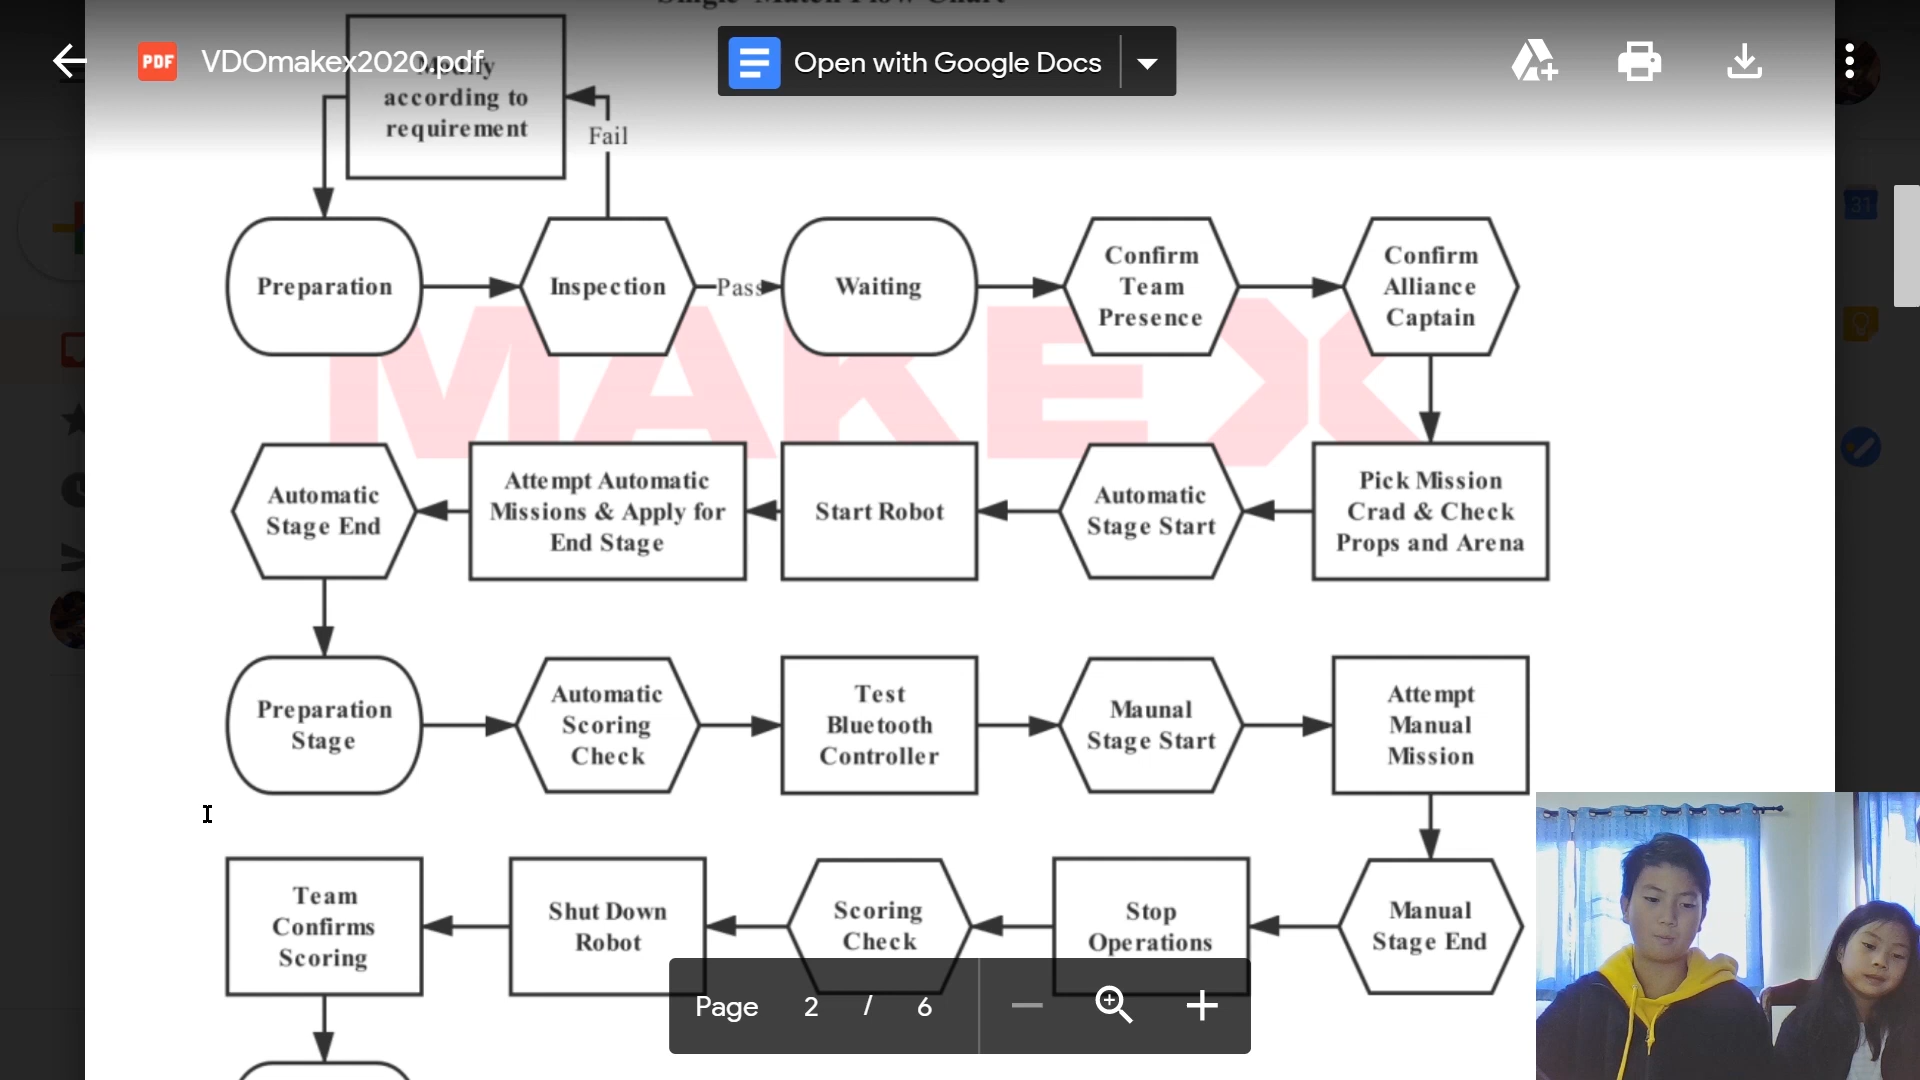 Single Match Flow Chart
VDOmakex2020.pdf
Open with Google Docs
Modify
according to
requirement
Fail
Preparation
Inspection
Pass
Waiting
Confirm
Team
Presence
Confirm
Alliance
Captain
MAKEX
Automatic
Stage End
Attempt Automatic
Missions & Apply for
End Stage
Start Robot
Automatic
Stage Start
Pick Mission
Crad & Check
Props and Arena
Preparation
Stage
Automatic
Scoring
Check
Test
Bluetooth
Controller
Maunal
Stage Start
Attempt
Manual
Mission
Team
Confirms
Scoring
Shut Down
Robot
Scoring
Check
Stop
Operations
Manual
Stage End
Page 2 / 6
PDF
31